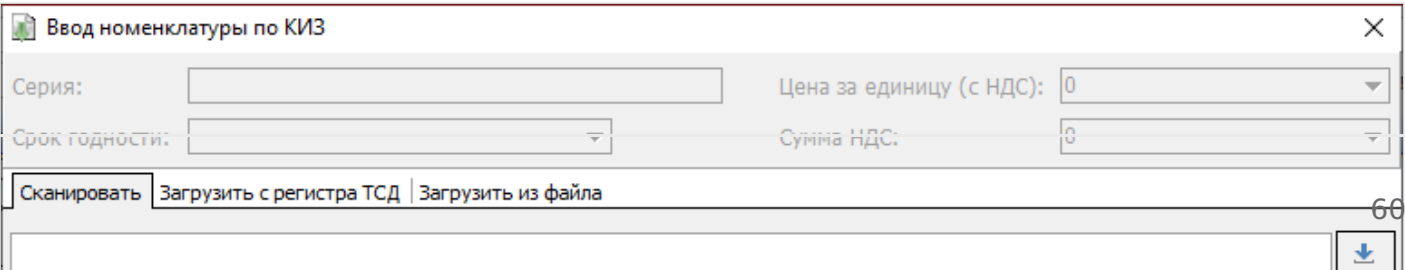 Ввод номенклатуры по КИЗ
Серия: Цена за единицу (с НДС): 0
Срок годности: Сумма НДС: 0
Сканировать Загрузить с регистра ТСД Загрузить из файла
60